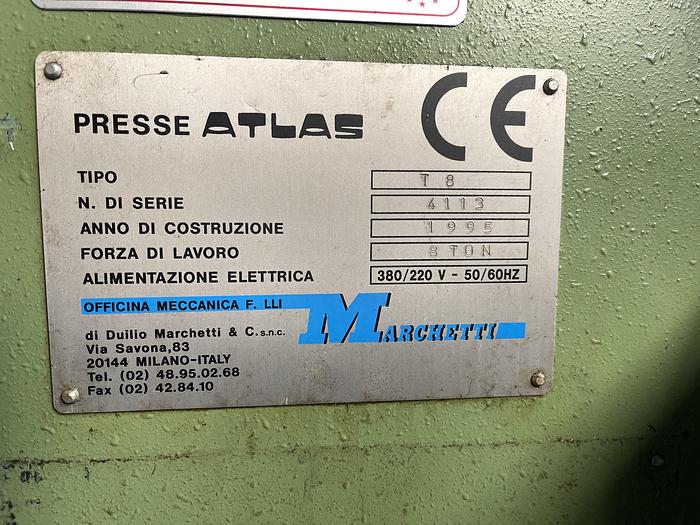 PRESSE ATLAS CE
TIPO T 8
N. DI SERIE 4113
ANNO DI COSTRUZIONE 1995
FORZA DI LAVORO 8 TON
ALIMENTAZIONE ELETTRICA 380/220 V - 50/60HZ
OFFICINA MECCANICA F. LLI MARCHETTI
di Duilio Marchetti & C.s.n.c.
Via Savona,83
20144 MILANO-ITALY
Tel. (02) 48.95.02.68
Fax (02) 42.84.10